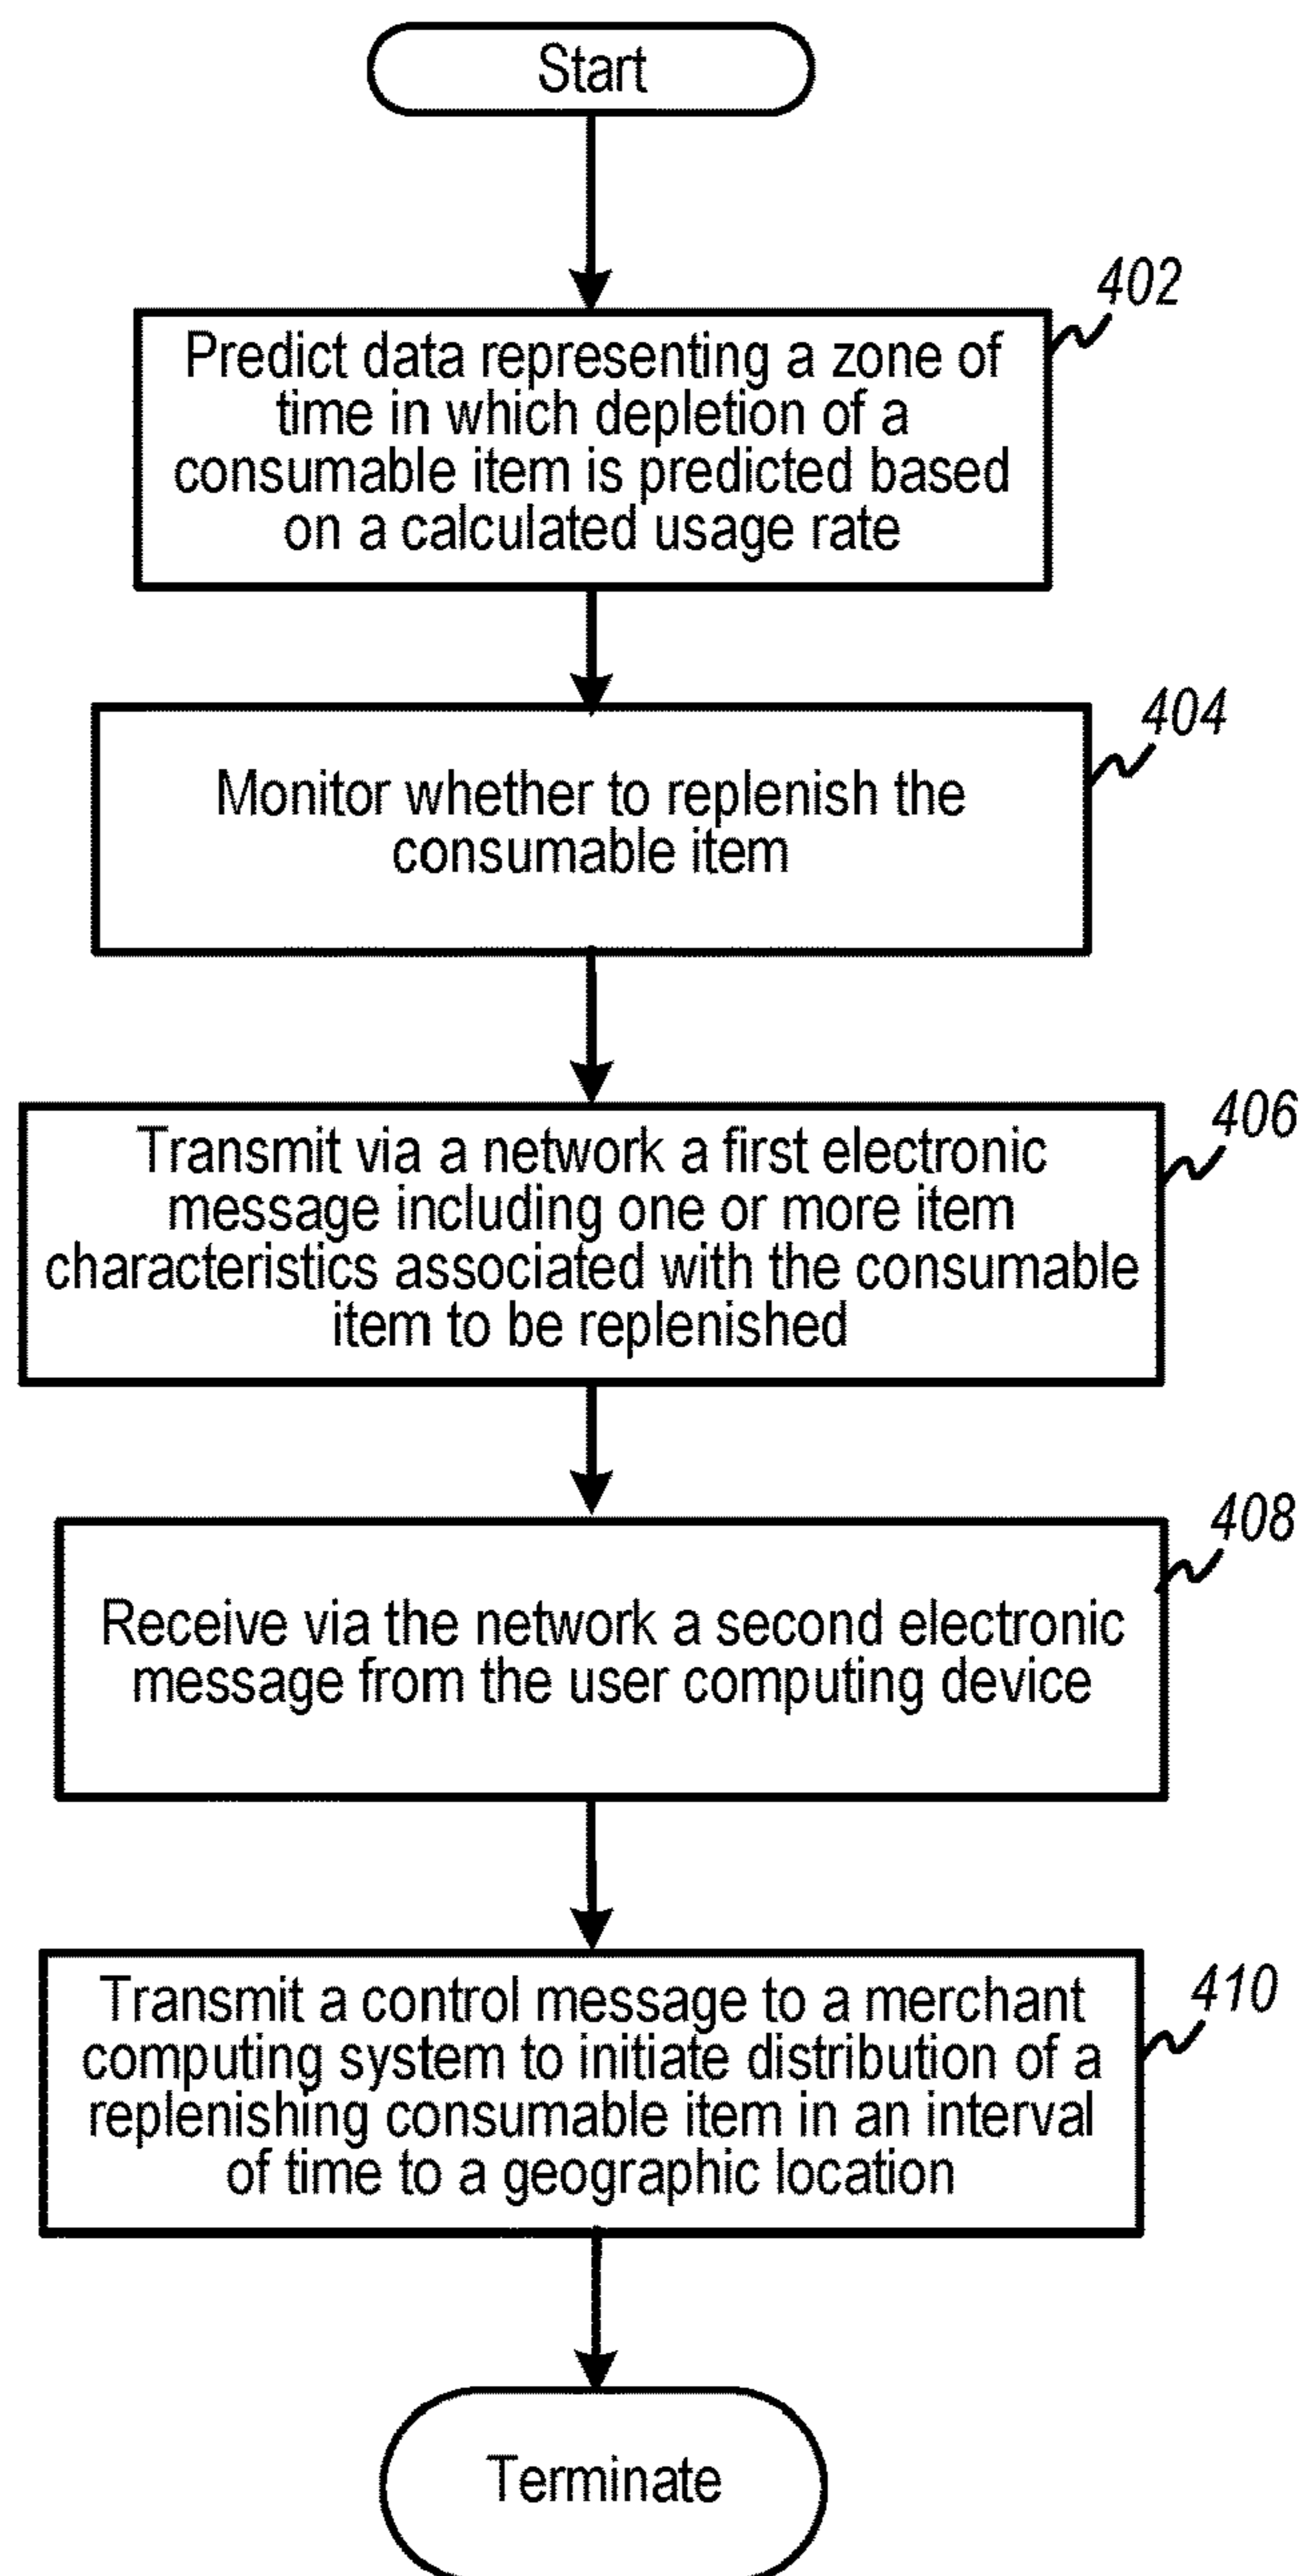 Start
402
Predict data representing a zone of
time in which depletion of a
consumable item is predicted based
on a calculated usage rate
404
Monitor whether to replenish the
consumable item
406
Transmit via a network a first electronic
message including one or more item
characteristics associated with the consumable
item to be replenished
408
Receive via the network a second electronic
message from the user computing device
410
Transmit a control message to a merchant
computing system to initiate distribution of a
replenishing consumable item in an interval
of time to a geographic location
Terminate